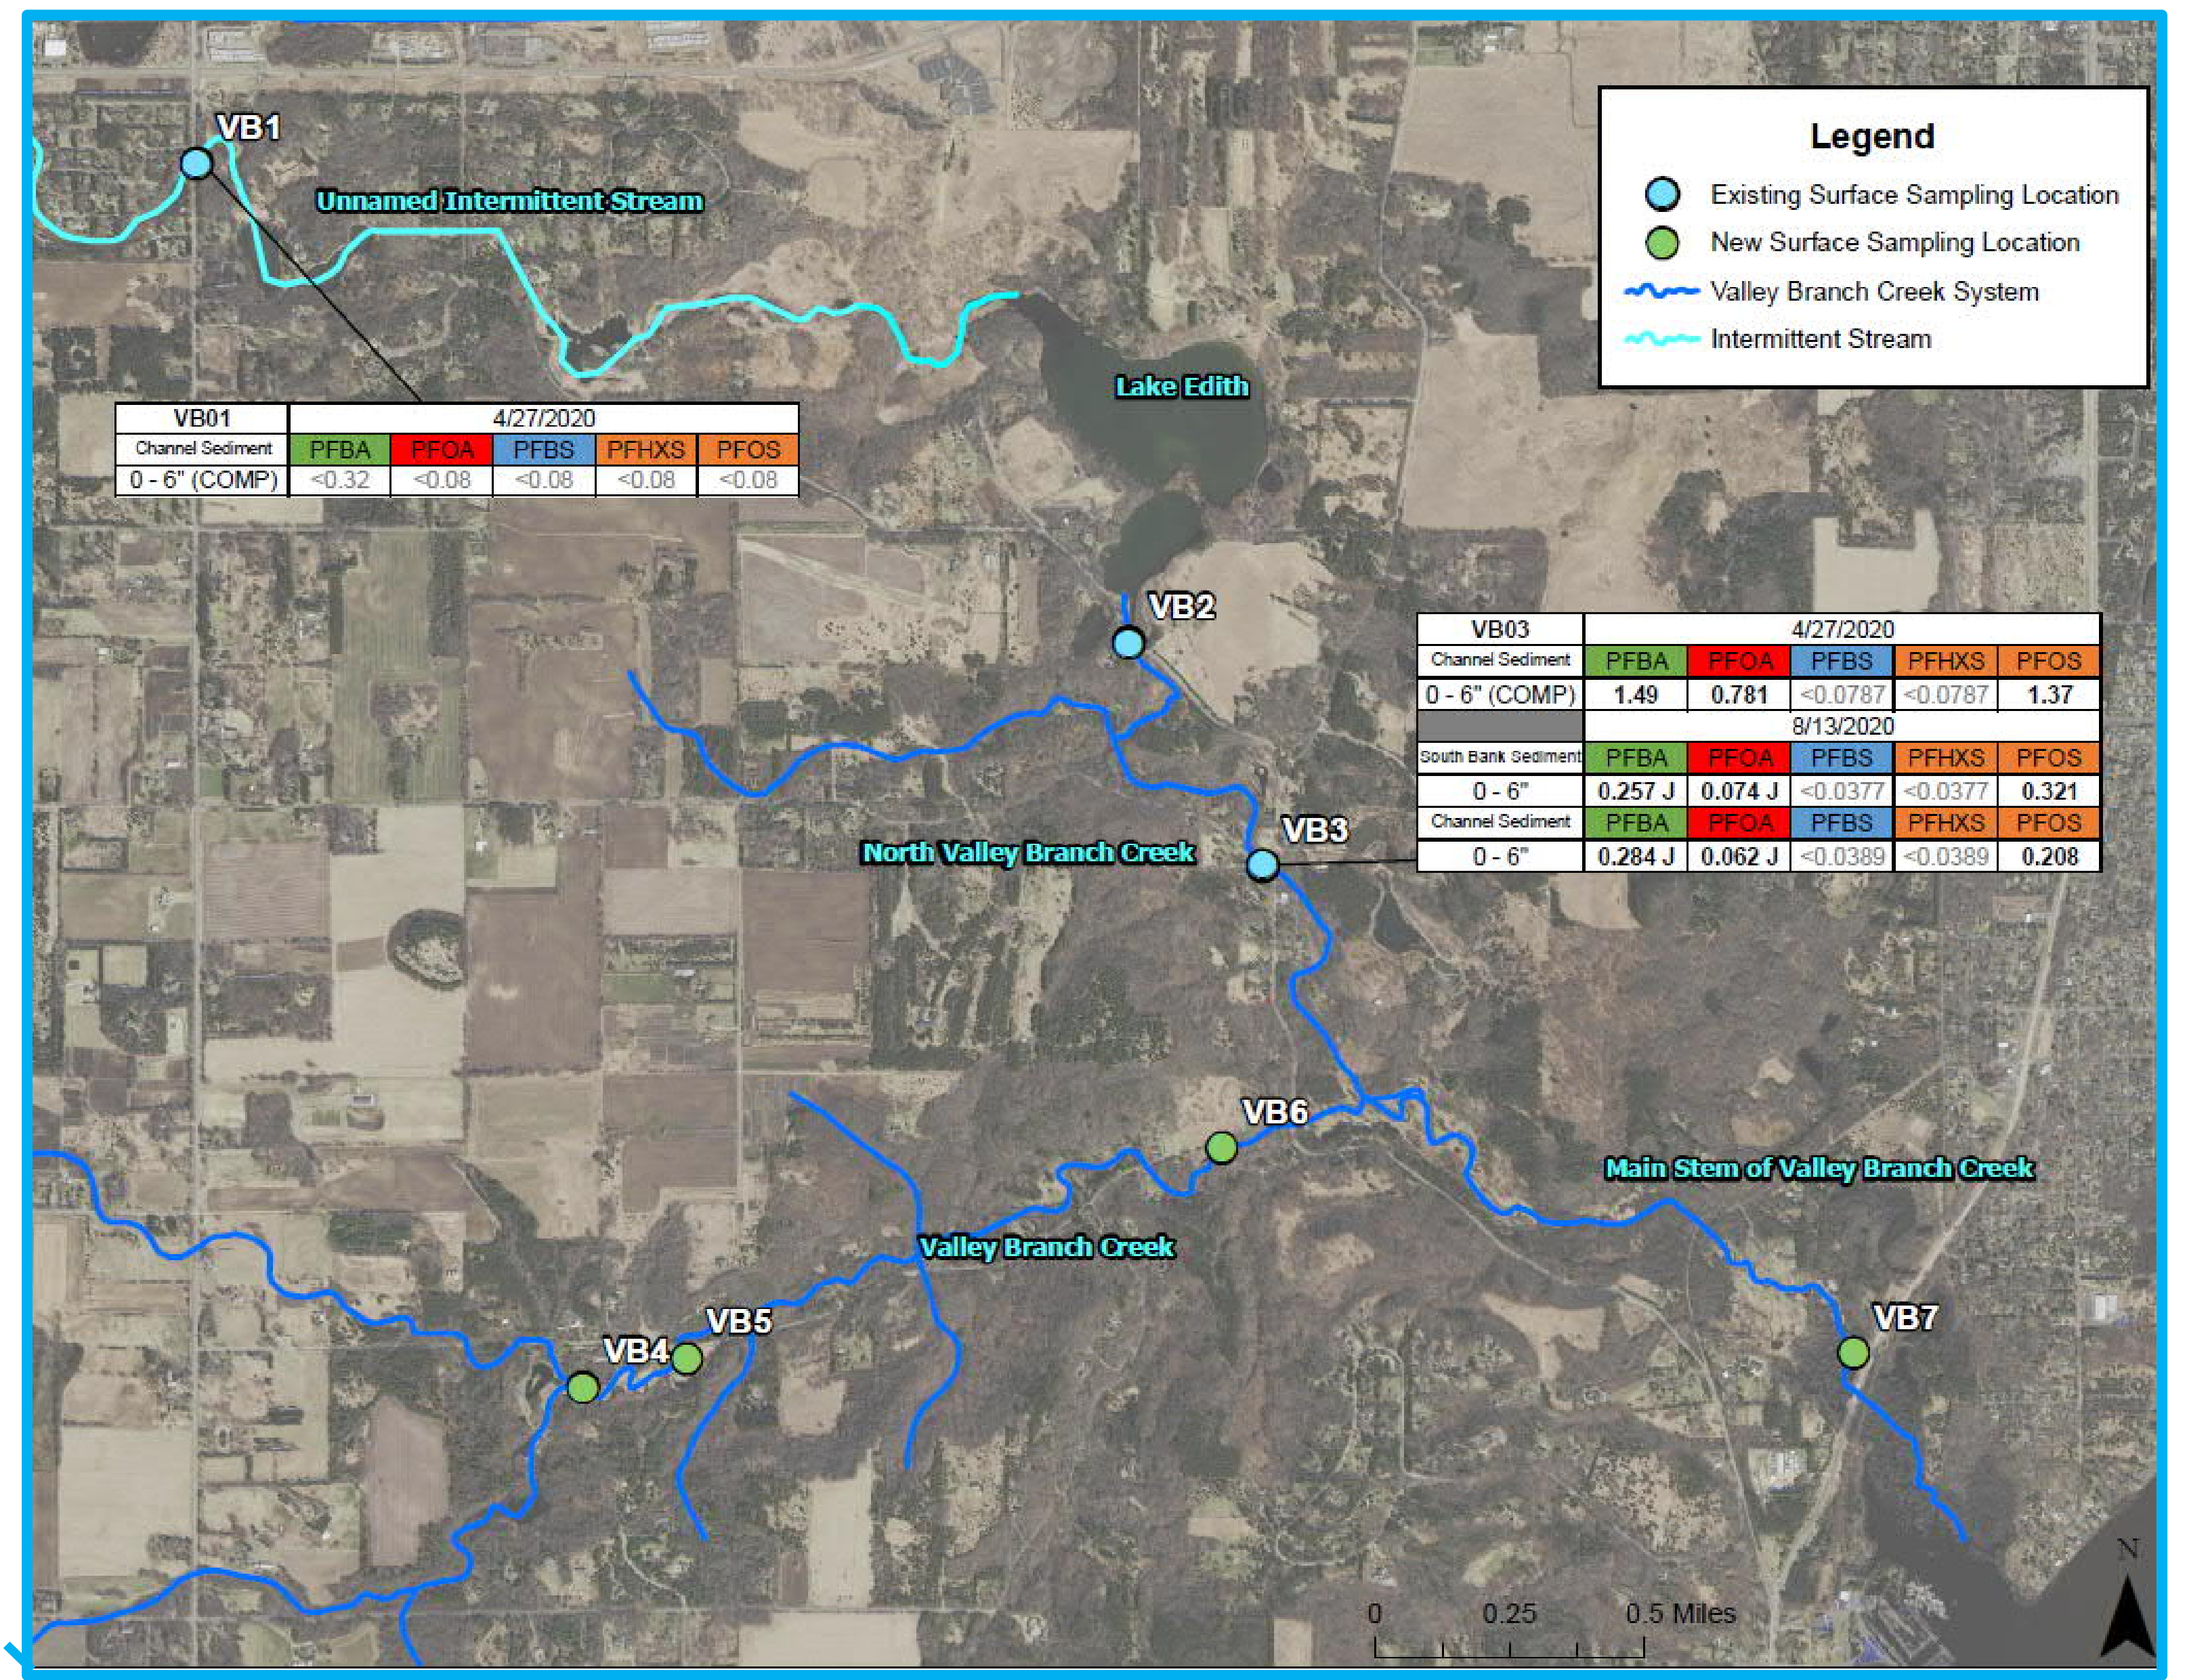 VB1
Unnamed Intermittent Stream
Legend
Existing Surface Sampling Location
New Surface Sampling Location
Valley Branch Creek System
Intermittent Stream
Lake Edith
VB01 4/27/2020
Channel Sediment PFBA PFOA PFBS PFHXS PFOS
0 - 6" (COMP) <0.32 <0.08 <0.08 <0.08 <0.08
VB2
VB03 4/27/2020
Channel Sediment PFBA PFOA PFBS PFHXS PFOS
0 - 6" (COMP) 1.49 0.781 <0.0787 <0.0787 1.37
8/13/2020
South Bank Sediment PFBA PFOA PFBS PFHXS PFOS
0 - 6" 0.257 J 0.074 J <0.0377 <0.0377 0.321
Channel Sediment PFBA PFOA PFBS PFHXS PFOS
0 - 6" 0.284 J 0.062 J <0.0389 <0.0389 0.208
VB3
North Valley Branch Creek
VB6
Main Stem of Valley Branch Creek
Valley Branch Creek
VB5
VB4
VB7
N
0 0.25 0.5 Miles